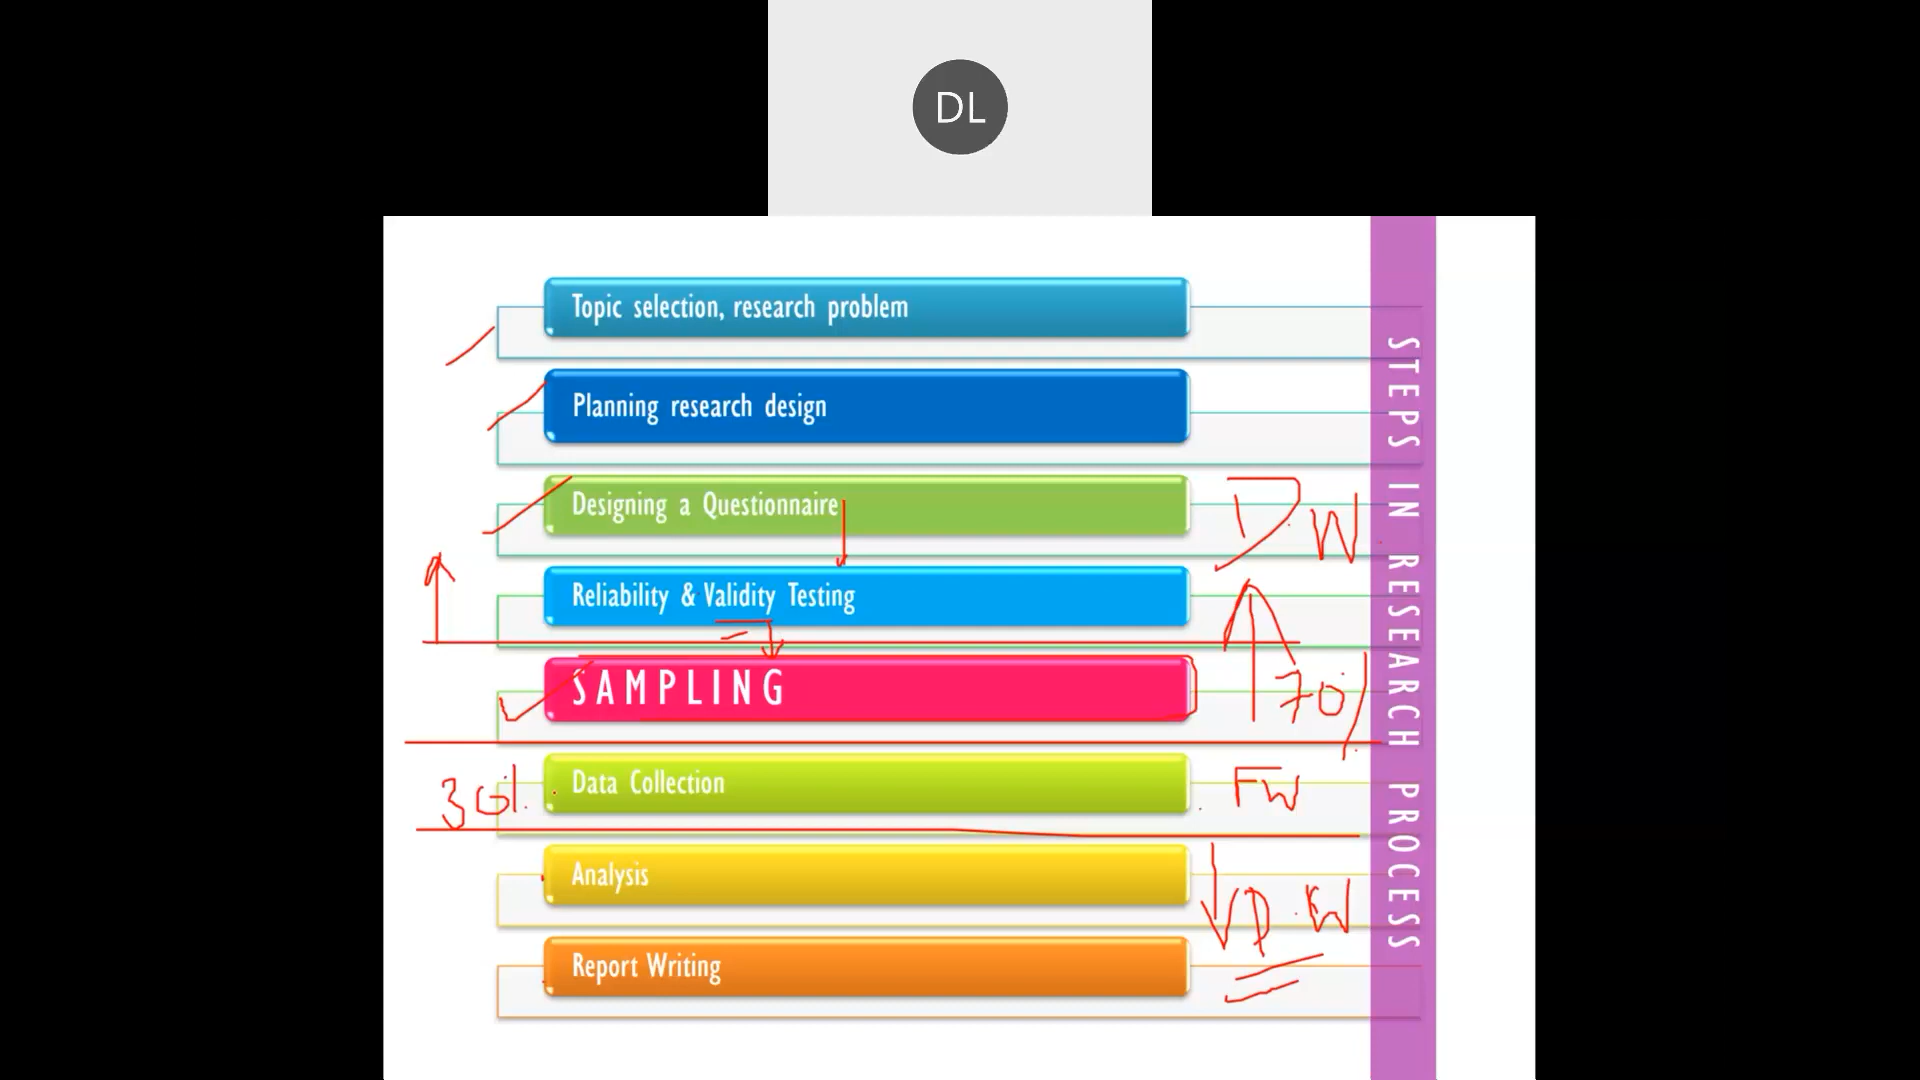 DL
Topic selection, research problem
Planning research design
Designing a Questionnaire
D.W.
Reliability & Validity Testing
SAMPLING
70%
Data Collection
30%.
FW
Analysis
Report Writing
STEPS IN RESEARCH PROCESS